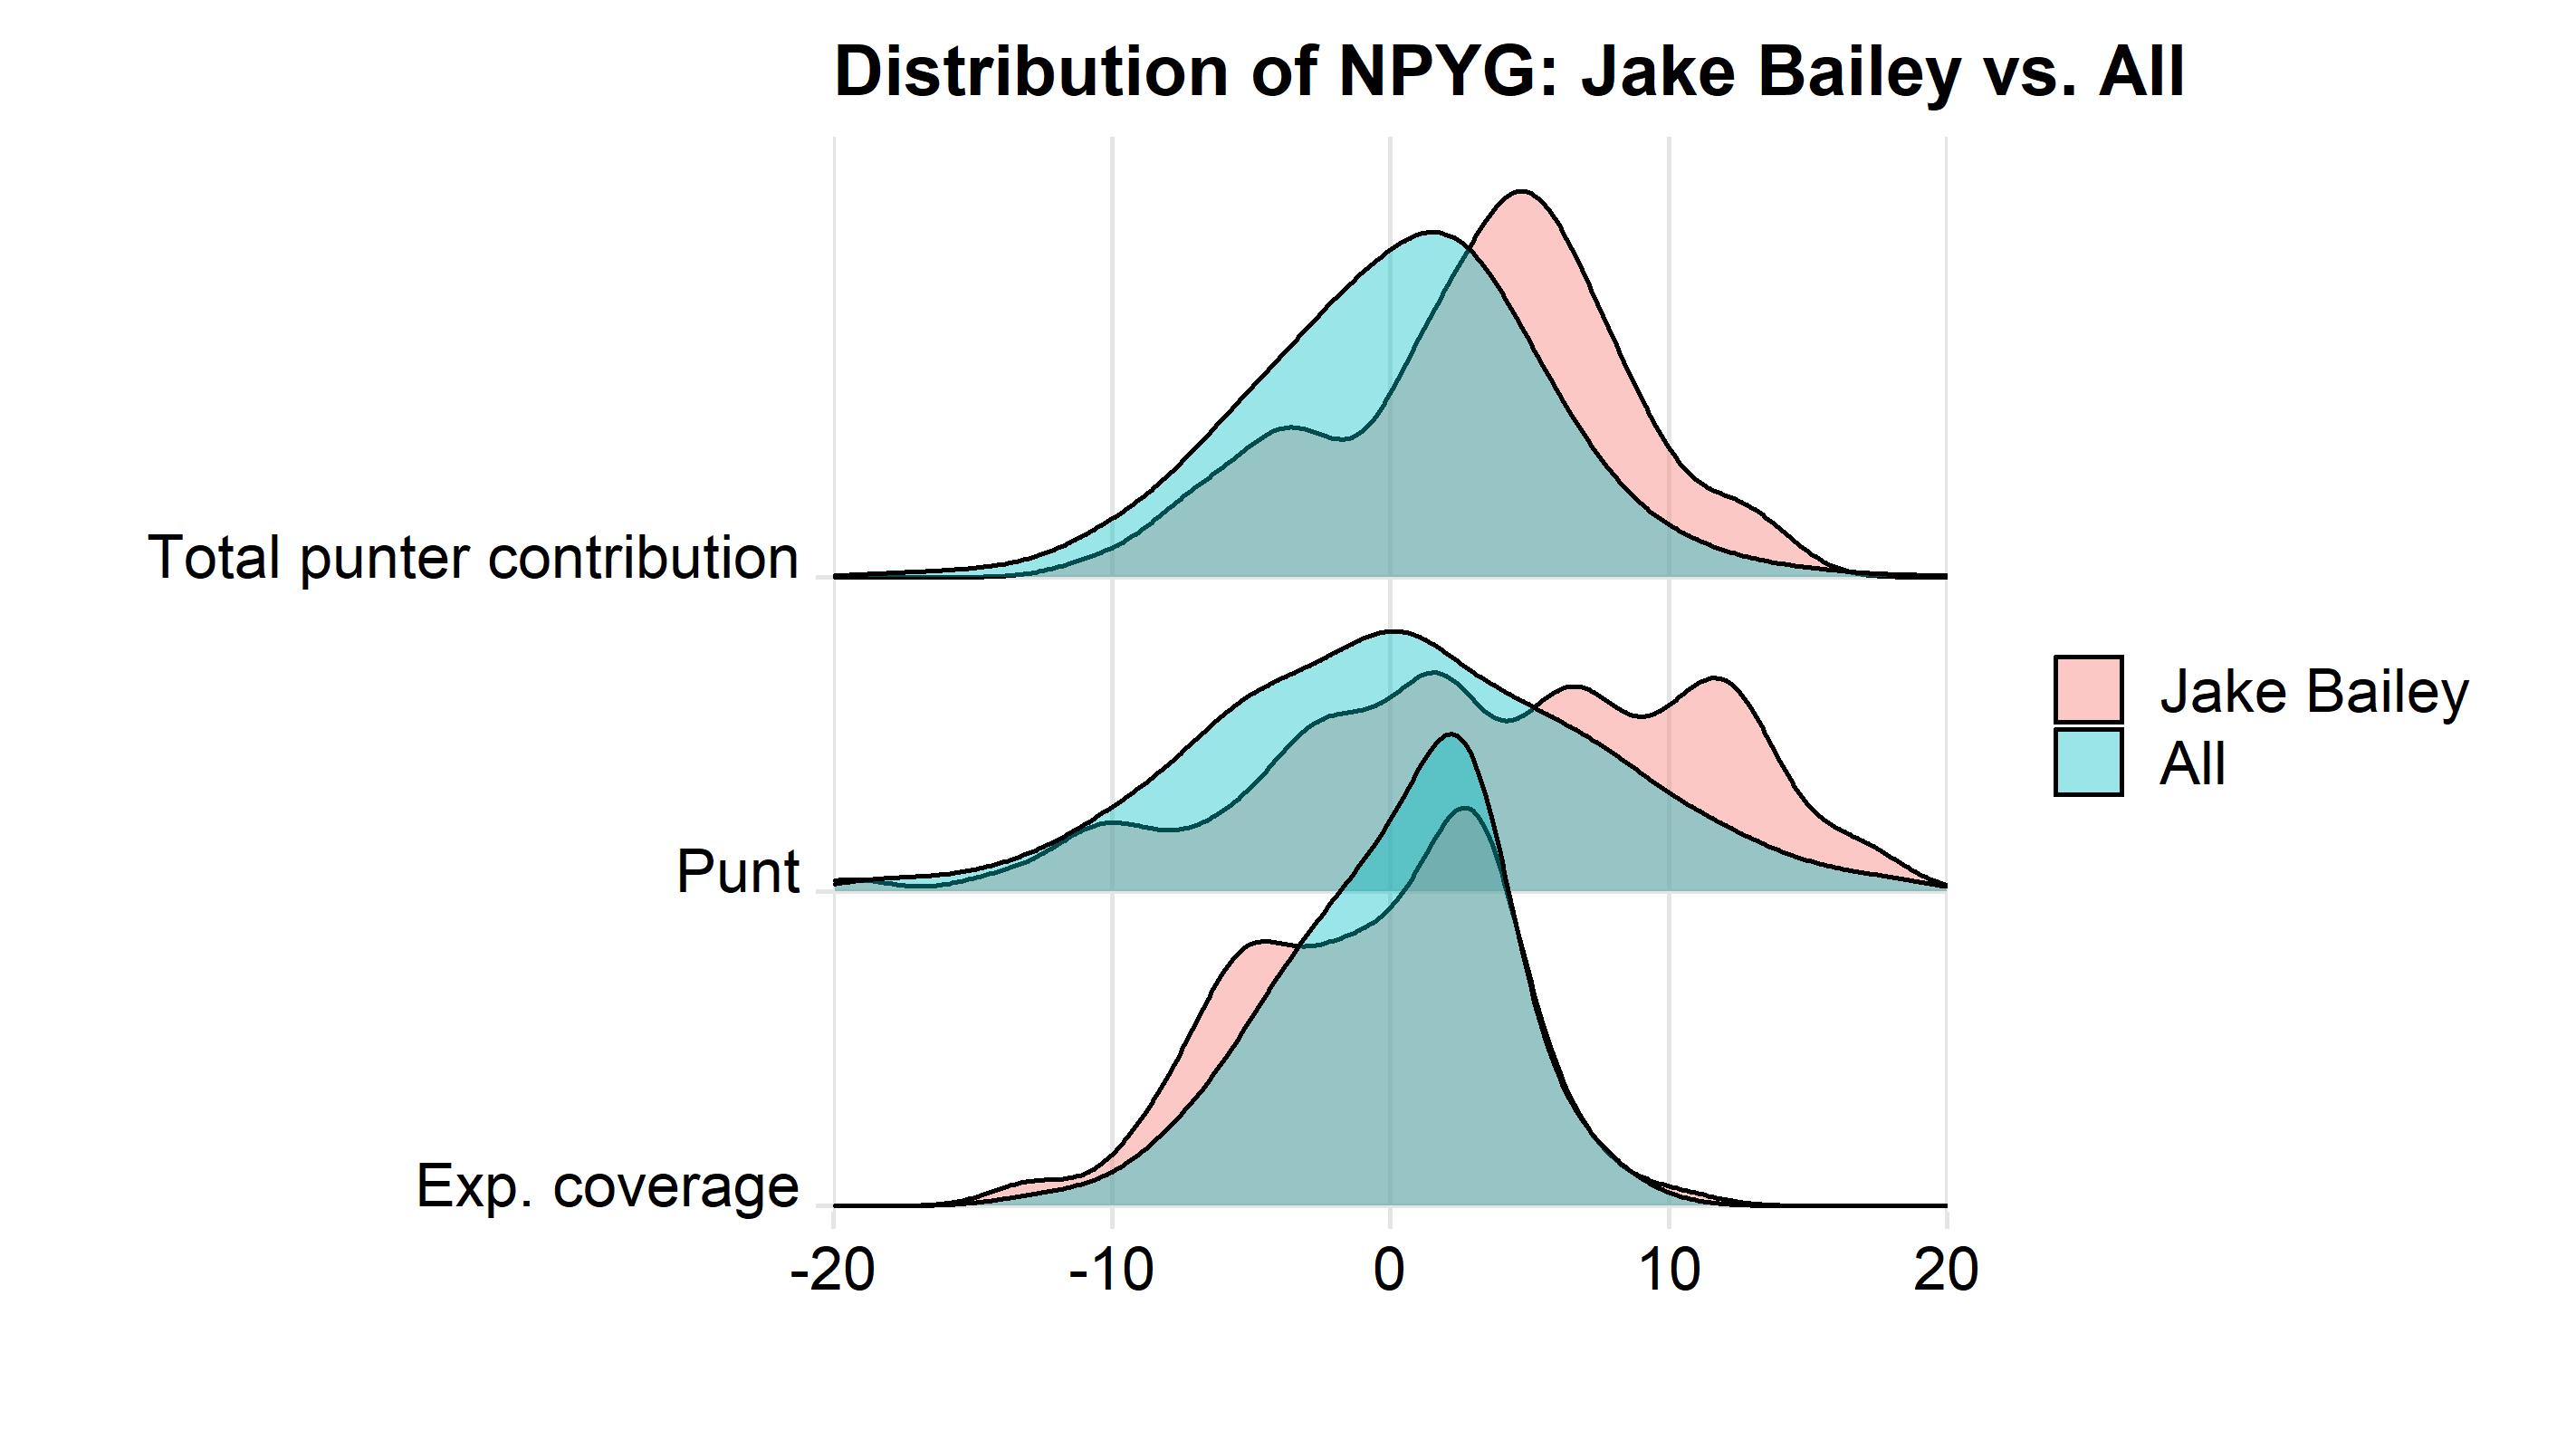 Distribution of NPYG: Jake Bailey vs. All
Total punter contribution
Punt
Exp. coverage
-20 -10 0 10 20
Jake Bailey
All